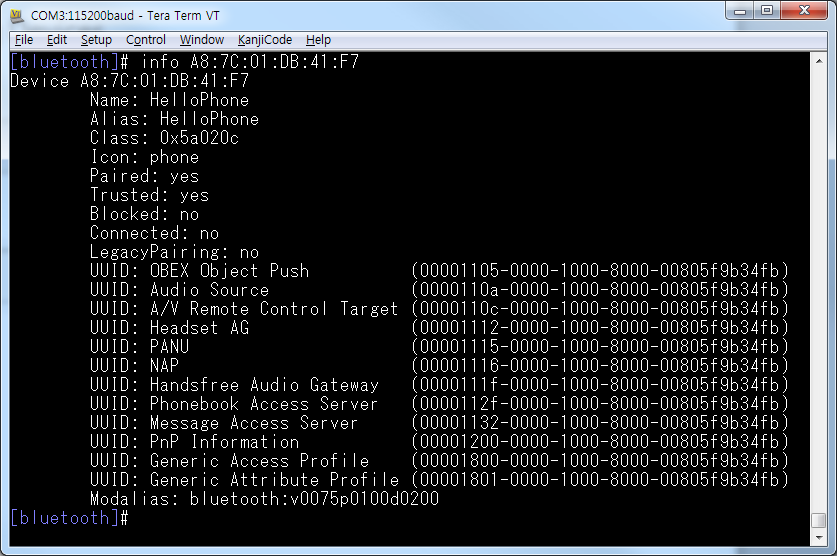 COM3:115200baud - Tera Term VT
File Edit Setup Control Window KanjiCode Help
[bluetooth]# info A8:7C:01:DB:41:F7
Device A8:7C:01:DB:41:F7
Name: HelloPhone
Alias: HelloPhone
Class: 0x5a020c
Icon: phone
Paired: yes
Trusted: yes
Blocked: no
Connected: no
LegacyPairing: no
UUID: OBEX Object Push (00001105-0000-1000-8000-00805f9b34fb)
UUID: Audio Source (0000110a-0000-1000-8000-00805f9b34fb)
UUID: A/V Remote Control Target (0000110c-0000-1000-8000-00805f9b34fb)
UUID: Headset AG (00001112-0000-1000-8000-00805f9b34fb)
UUID: PANU (00001115-0000-1000-8000-00805f9b34fb)
UUID: NAP (00001116-0000-1000-8000-00805f9b34fb)
UUID: Handsfree Audio Gateway (0000111f-0000-1000-8000-00805f9b34fb)
UUID: Phonebook Access Server (0000112f-0000-1000-8000-00805f9b34fb)
UUID: Message Access Server (00001132-0000-1000-8000-00805f9b34fb)
UUID: PnP Information (00001200-0000-1000-8000-00805f9b34fb)
UUID: Generic Access Profile (00001800-0000-1000-8000-00805f9b34fb)
UUID: Generic Attribute Profile (00001801-0000-1000-8000-00805f9b34fb)
Modalias: bluetooth:v0075p0100d0200
[bluetooth]#